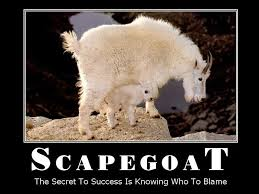 SCAPEGOAT
The Secret To Success Is Knowing Who To Blame